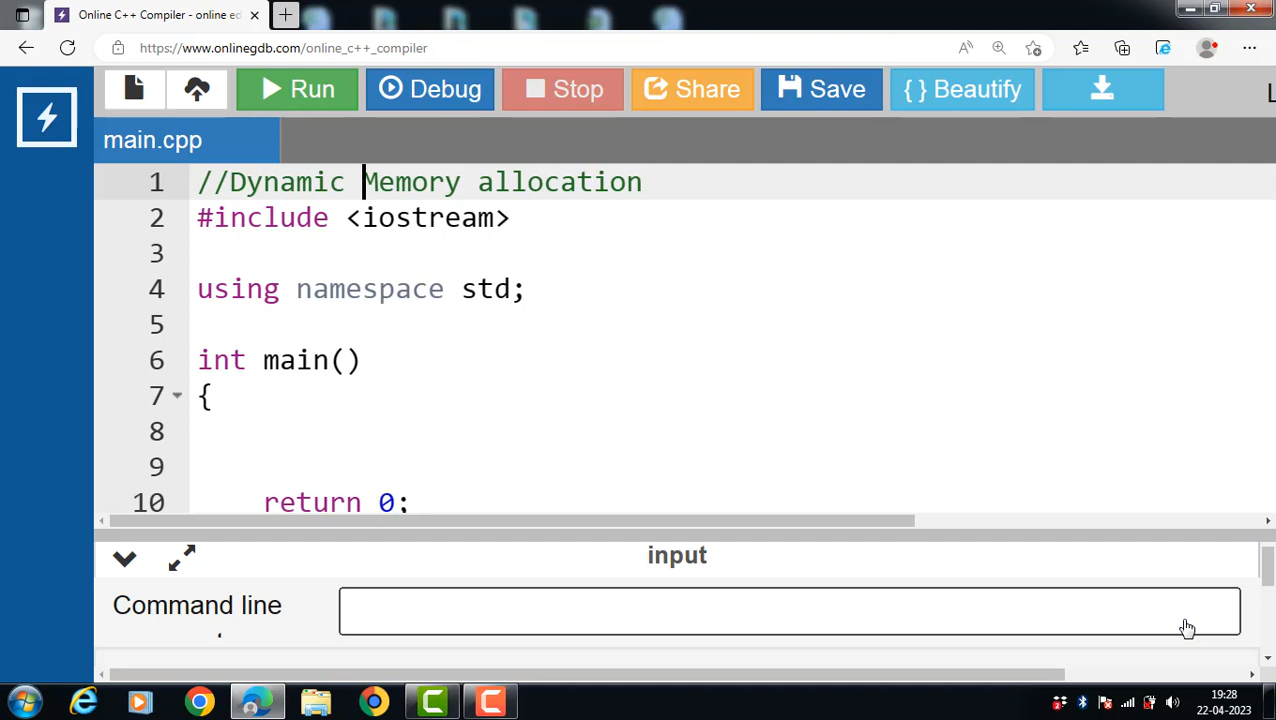 Online C++ Compiler - online ed
https://www.onlinegdb.com/online_c++_compiler
Run
Debug
Stop
Share
Save
{ } Beautify
L
main.cpp
1 //Dynamic Memory allocation
2 #include <iostream>
3
4 using namespace std;
5
6 int main()
7 {
8
9
10 return 0;
input
Command line
19:28
22-04-2023